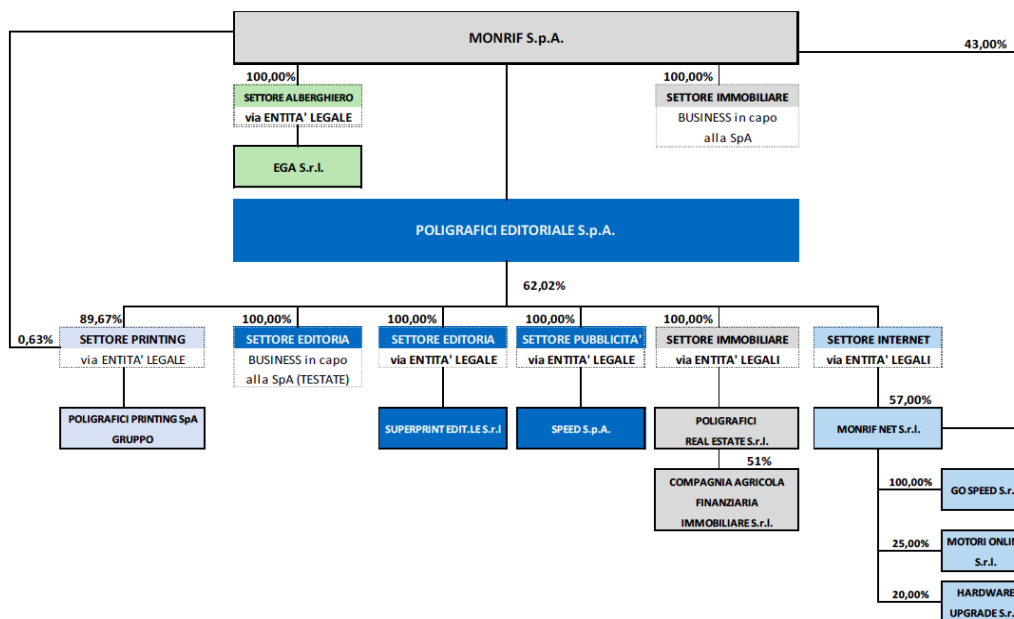 MONRIF S.p.A.
43,00%
100,00%
100,00%
SETTORE ALBERGHIERO
via ENTITA' LEGALE
SETTORE IMMOBILIARE
BUSINESS in capo
alla SpA
EGA S.r.l.
POLIGRAFICI EDITORIALE S.p.A.
62,02%
0,63%
89,67%
SETTORE PRINTING
via ENTITA' LEGALE
100,00%
SETTORE EDITORIA
BUSINESS in capo
alla SpA (TESTATE)
100,00%
SETTORE EDITORIA
via ENTITA' LEGALE
100,00%
SETTORE PUBBLICITA'
via ENTITA' LEGALE
100,00%
SETTORE IMMOBILIARE
via ENTITA' LEGALI
SETTORE INTERNET
via ENTITA' LEGALI
57,00%
POLIGRAFICI PRINTING SpA
GRUPPO
SUPERPRINT EDIT.LE S.r.l
SPEED S.p.A.
POLIGRAFICI
REAL ESTATE S.r.l.
MONRIF NET S.r.l.
51%
COMPAGNIA AGRICOLA
FINANZIARIA
IMMOBILIARE S.r.l.
100,00%
GO SPEED S.r.
25,00%
MOTORI ONLIN
S.r.l.
20,00%
HARDWARE
UPGRADE S.r.